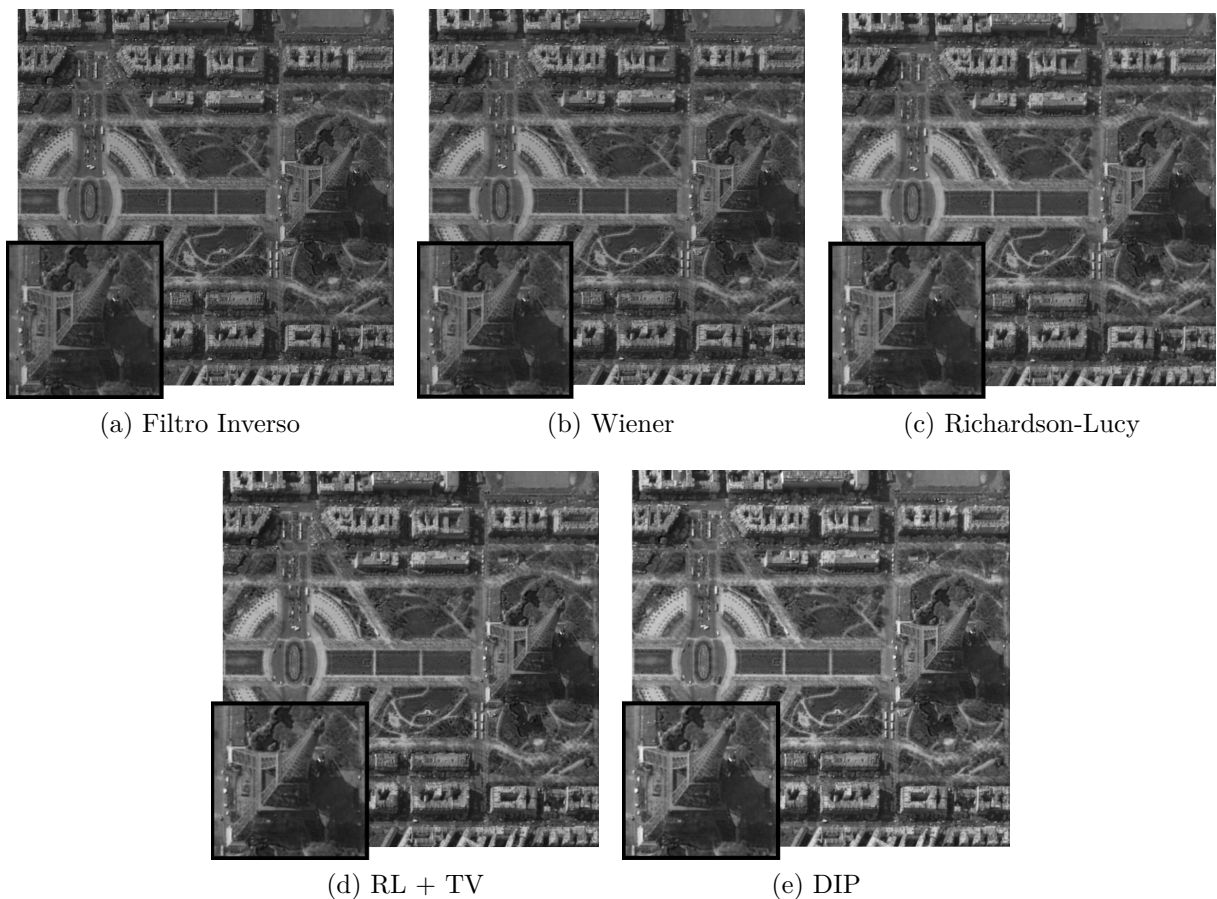 (a) Filtro Inverso
(b) Wiener
(c) Richardson-Lucy
(d) RL + TV
(e) DIP